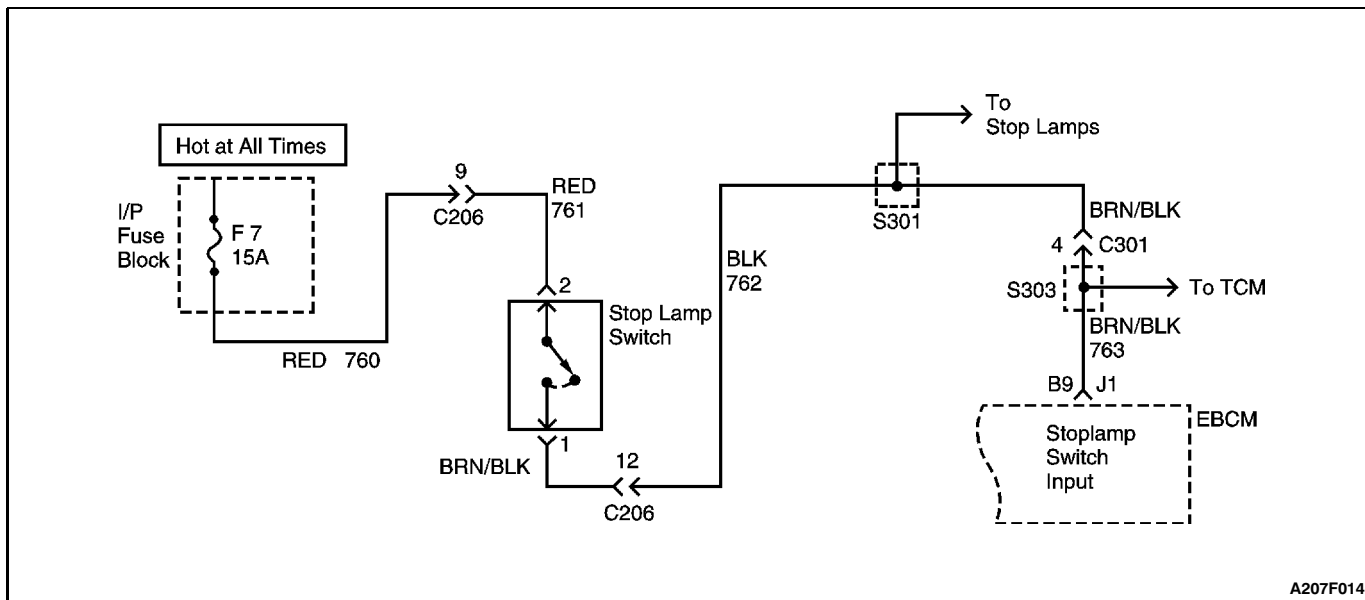 Hot at All Times
I/P
Fuse
Block
F 7
15A
RED 760
9
C206
RED
761
2
Stop Lamp
Switch
1
BRN/BLK
12
C206
BLK
762
To
Stop Lamps
S301
BRN/BLK
4 C301
S303
To TCM
BRN/BLK
763
B9 J1
EBCM
Stoplamp
Switch
Input
A207F014